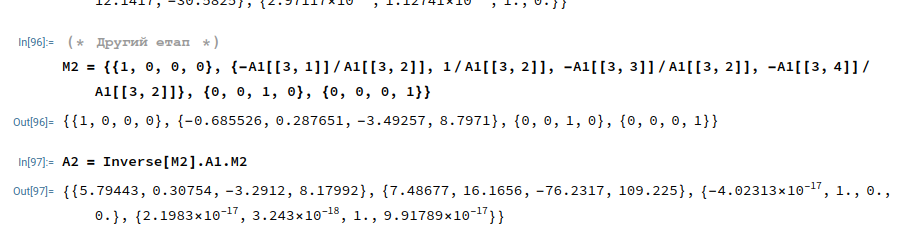 12.1417, -30.5825}, {2.97117×10 , 1.12741×10 , 1., 0.}}
In[96]:= (* Другий етап *)
M2 = {{1, 0, 0, 0}, {-A1[[3, 1]]/A1[[3, 2]], 1/A1[[3, 2]], -A1[[3, 3]]/A1[[3, 2]], -A1[[3, 4]]/
A1[[3, 2]]}, {0, 0, 1, 0}, {0, 0, 0, 1}}
Out[96]= {{1, 0, 0, 0}, {-0.685526, 0.287651, -3.49257, 8.7971}, {0, 0, 1, 0}, {0, 0, 0, 1}}
In[97]:= A2 = Inverse[M2].A1.M2
Out[97]= {{5.79443, 0.30754, -3.2912, 8.17992}, {7.48677, 16.1656, -76.2317, 109.225}, {-4.02313×10⁻¹⁷, 1., 0.,
0.}, {2.1983×10⁻¹⁷, 3.243×10⁻¹⁸, 1., 9.91789×10⁻¹⁷}}